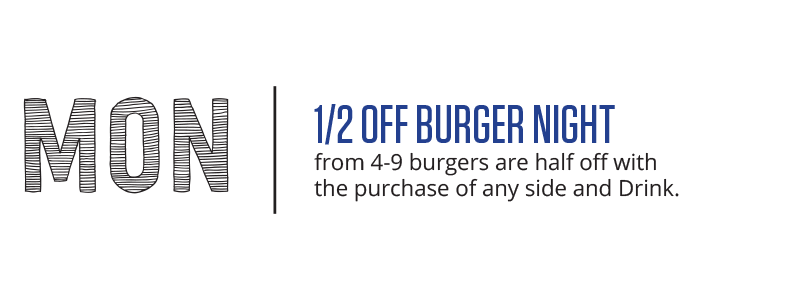 MON
1/2 OFF BURGER NIGHT
from 4-9 burgers are half off with
the purchase of any side and Drink.